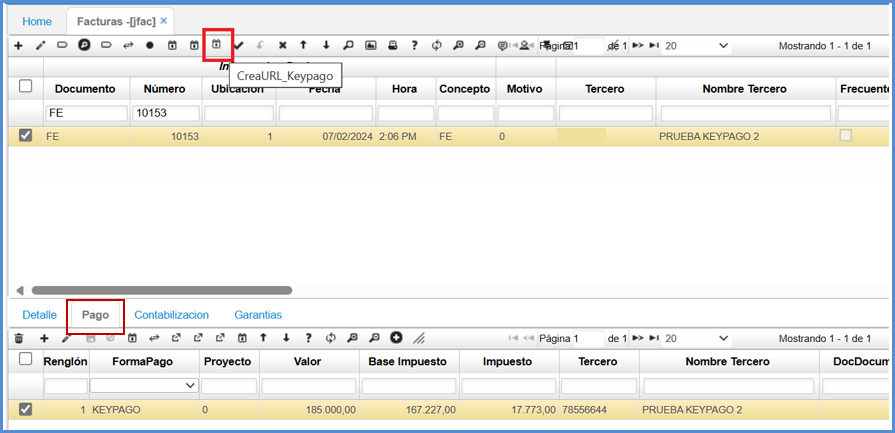 Home Facturas -[jfac] ×
Página 1 de 1 20 Mostrando 1 - 1 de 1
CreaURL_Keypago
Documento Número Ubicacion Fecha Hora Concepto Motivo Tercero Nombre Tercero Frecuente
FE 10153
FE 10153 1 07/02/2024 2:06 PM FE 0 PRUEBA KEYPAGO 2
Detalle Pago Contabilizacion Garantias
Página 1 de 1 20 Mostrando 1 - 1 de 1
Renglón FormaPago Proyecto Valor Base Impuesto Impuesto Tercero Nombre Tercero DocDocum
1 KEYPAGO 0 185.000,00 167.227,00 17.773,00 78556644 PRUEBA KEYPAGO 2